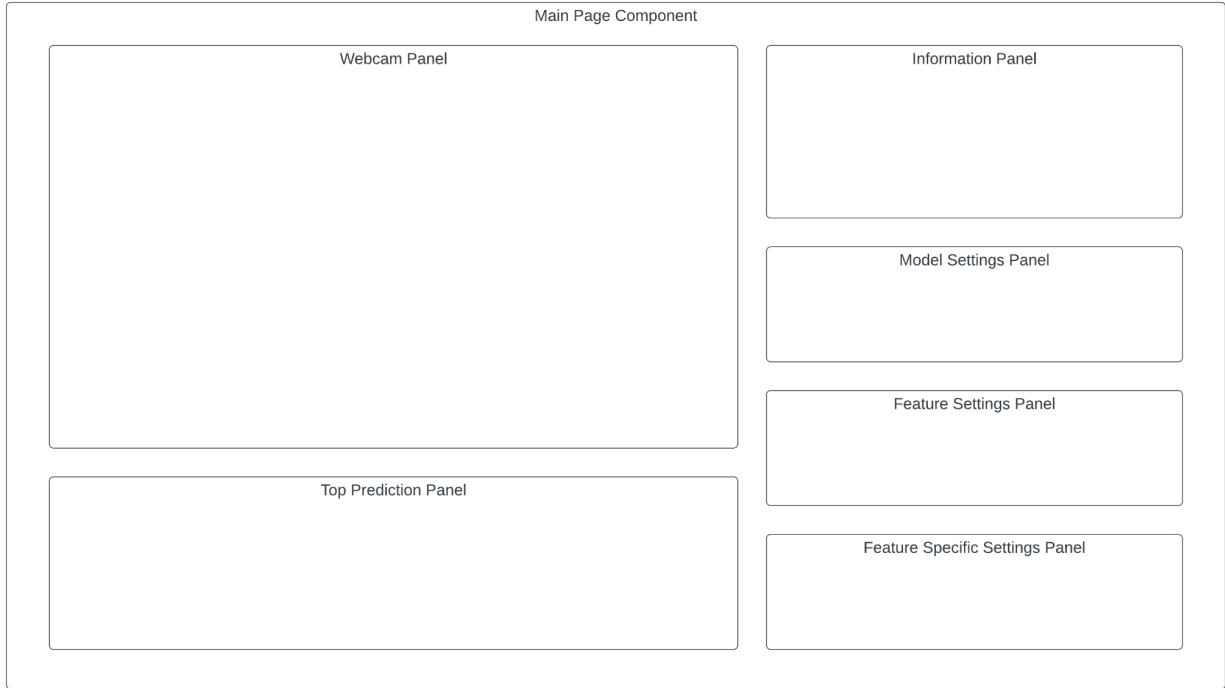 Main Page Component
Webcam Panel
Top Prediction Panel
Information Panel
Model Settings Panel
Feature Settings Panel
Feature Specific Settings Panel